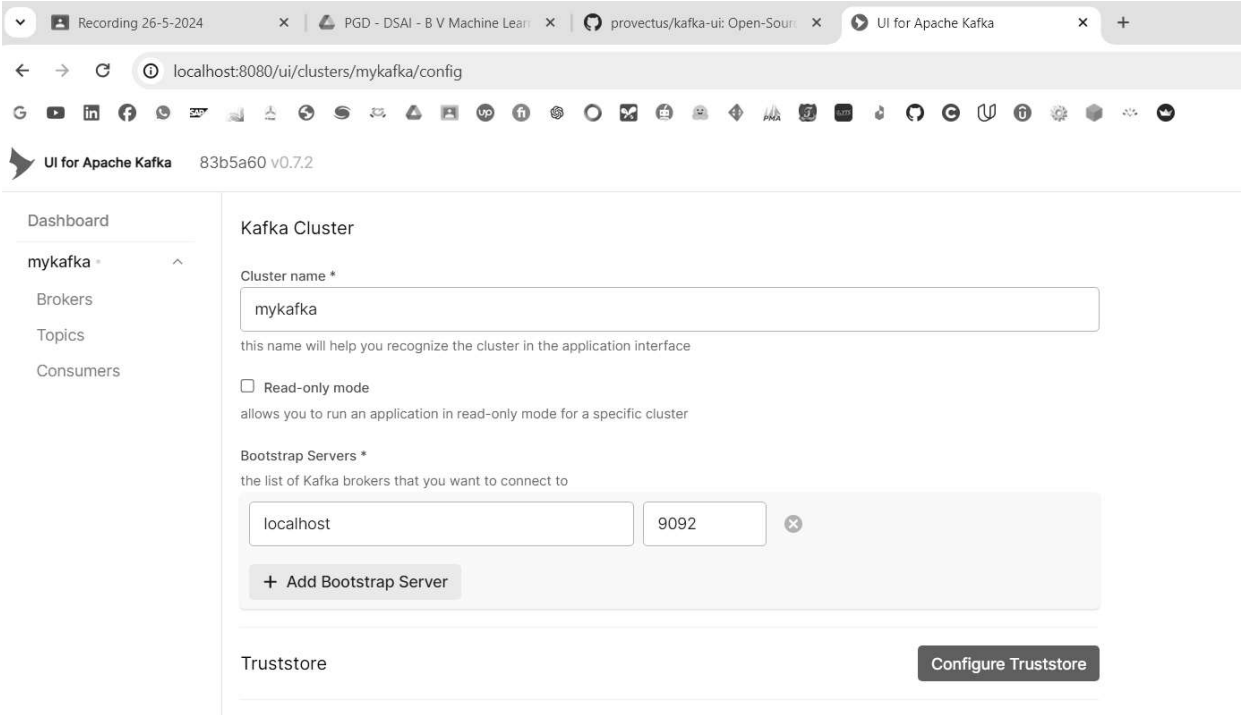 Recording 26-5-2024 PGD - DSAI - B V Machine Lear provectus/kafka-ui: Open-Sour UI for Apache Kafka
localhost:8080/ui/clusters/mykafka/config
UI for Apache Kafka 83b5a60 v0.7.2
Dashboard
mykafka
Brokers
Topics
Consumers
Kafka Cluster
Cluster name *
mykafka
this name will help you recognize the cluster in the application interface
Read-only mode
allows you to run an application in read-only mode for a specific cluster
Bootstrap Servers *
the list of Kafka brokers that you want to connect to
localhost 9092
+ Add Bootstrap Server
Truststore Configure Truststore